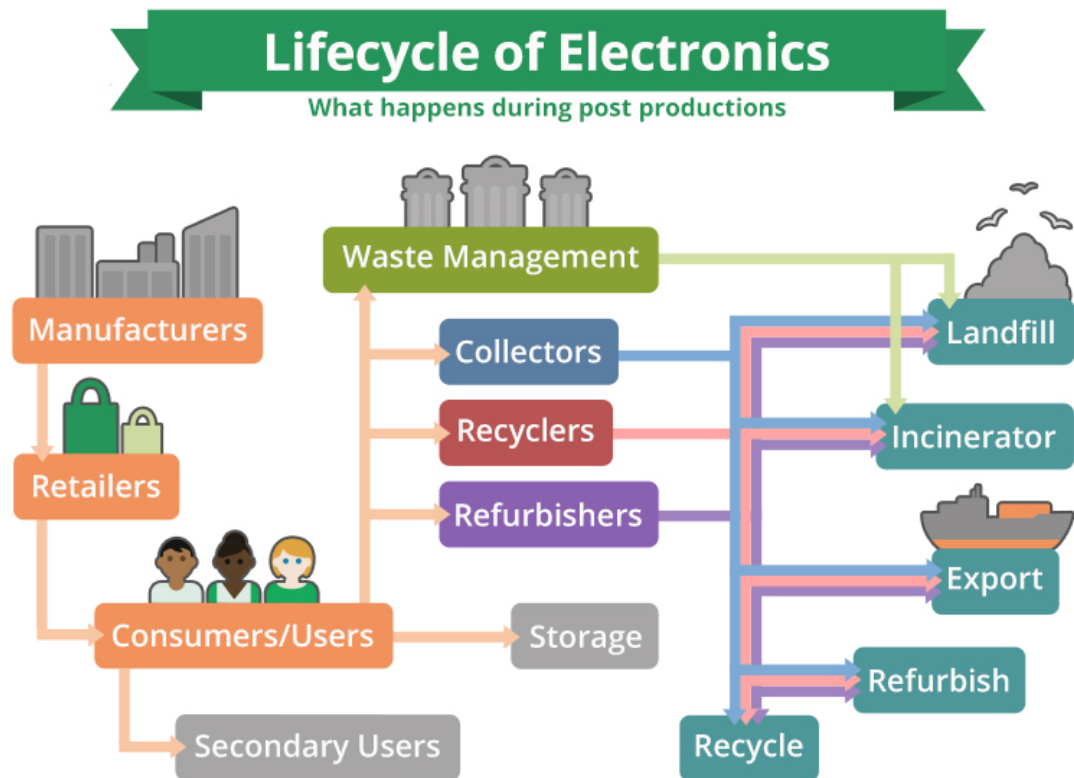 Lifecycle of Electronics
What happens during post productions
Waste Management
Manufacturers
Landfill
Collectors
Recyclers
Incinerator
Retailers
Refurbishers
Export
Consumers/Users
Storage
Refurbish
Secondary Users
Recycle